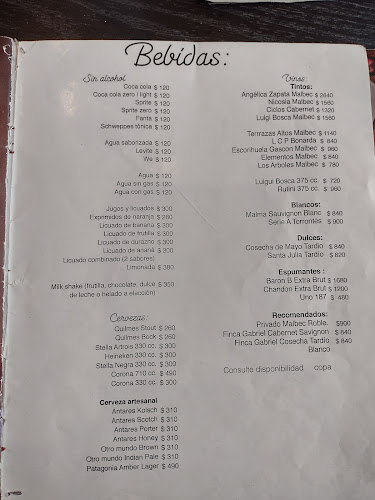 Bebidas:
Sin alcohol
Coca cola $ 120
Coca cola zero i light $ 120
Sprite $ 120
Sprite zero $ 120
Fanta $ 120
Schweppes tónica $ 120
Agua saborizada $ 120
Levite $ 120
We $ 120
Agua $ 120
Agua sin gas $ 120
Agua con gas $ 120
Jugos y licuados $ 300
Exprimidos de naranja $ 280
Licuado de banana $ 300
Licuado de frutilla $ 300
Licuado de durazno $ 300
Licuado de ananá $ 300
Licuado combinado (2 sabores)
Limonada $ 380
Milk shake (frutilla, chocolate, dulce $ 350
de leche o helado a elección)
Cervezas:
Quilmes Stout $ 260
Quilmes Bock $ 260
Stella Artrois 330 cc. $ 300
Heineken 330 cc. $ 300
Stella Negra 330 cc. $ 300
Corona 710 cc. $ 490
Corona 330 cc. $ 300
Cerveza artesanal
Antares Kolsch $ 310
Antares Scotch $ 310
Antares Porter $ 310
Antares Honey $ 310
Otro mundo Brown $ 310
Otro mundo Indian Pale $ 310
Patagonia Amber Lager $ 490
Vinos:
Tintos:
Angélica Zapata Malbec $ 2840
Nicosia Malbec $ 1560
Ciclos Cabernet $ 1320
Luigi Bosca Malbec $ 1560
Terrrazas Altos Malbec $ 1140
L C P Bonarda $ 840
Escorihuela Gascon Malbec $ 960
Elementos Malbec $ 840
Los Arboles Malbec $ 780
Luigui Bosca 375 cc. $ 720
Rutini 375 cc. $ 960
Blancos:
Maima Sauvignon Blanc $ 840
Serie A Torrontés $ 900
Dulces:
Cosecha de Mayo Tardio $ 840
Santa Julia Tardío $ 820
Espumantes :
Baron B Extra Brut $ 1680
Chandon Extra Brut $ 1200
Uno 187 $ 480
Recomendados:
Privado Malbec Roble. $900
Finca Gabriel Cabernet Savignon $ 840
Finca Gabriel Cosecha Tardío $ 840
Blanco
Consulte disponibilidad copa